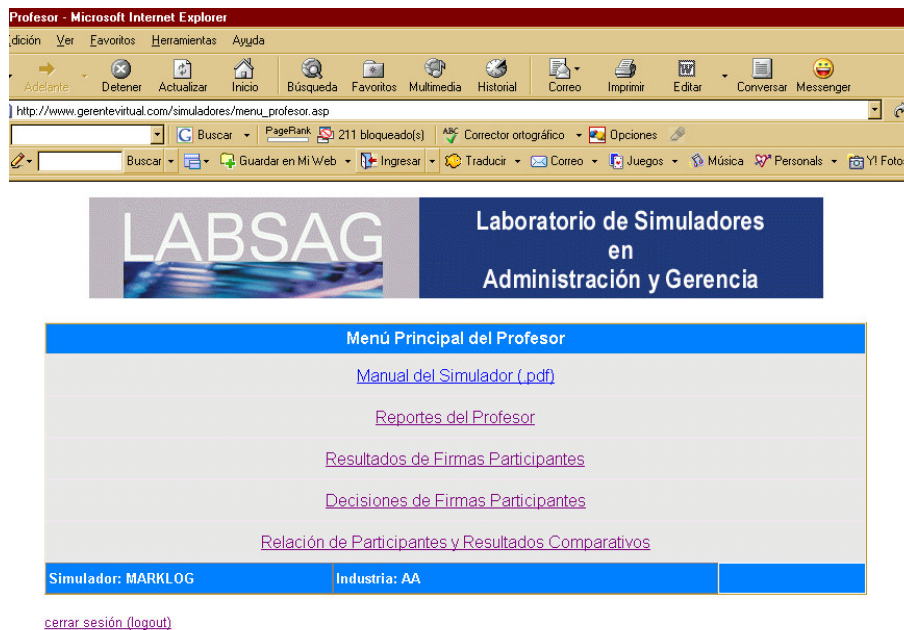 Profesor - Microsoft Internet Explorer
dición Ver Favoritos Herramientas Ayuda
Adelante Detener Actualizar Inicio Búsqueda Favoritos Multimedia Historial Correo Imprimir Editar Conversar Messenger
http://www.gerentevirtual.com/simuladores/menu_profesor.asp
G Buscar PageRank 211 bloqueado(s) ABC Corrector ortográfico Opciones
Buscar Guardar en Mi Web Ingresar Traducir Correo Juegos Música Personals Y! Foto
LABSAG
Laboratorio de Simuladores
en
Administración y Gerencia
Menú Principal del Profesor
Manual del Simulador (.pdf)
Reportes del Profesor
Resultados de Firmas Participantes
Decisiones de Firmas Participantes
Relación de Participantes y Resultados Comparativos
Simulador: MARKLOG Industria: AA
cerrar sesión (logout)